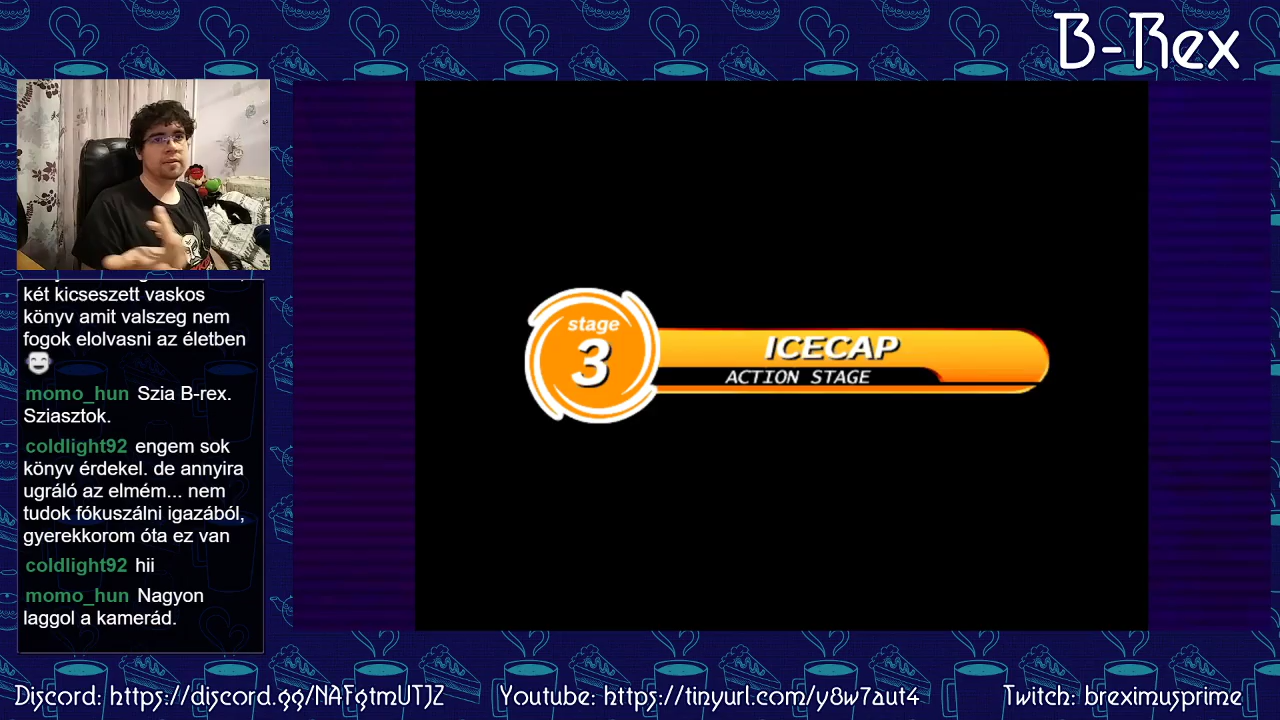 B-Rex
két kicseszett vaskos
könyv amit valszeg nem
fogok elolvasni az életben
momo_hun Szia B-rex.
Sziasztok.
coldlight92 engem sok
könyv érdekel. de annyira
ugráló az elmém... nem
tudok fókuszálni igazából,
gyerekkorom óta ez van
coldlight92 hii
momo_hun Nagyon
laggol a kamerád.
stage
3
ICECAP
ACTION STAGE
Discord: https://discord.gg/NAFgtmUTJZ
Youtube: https://tinyurl.com/y8w7aut4
Twitch: breximusprime